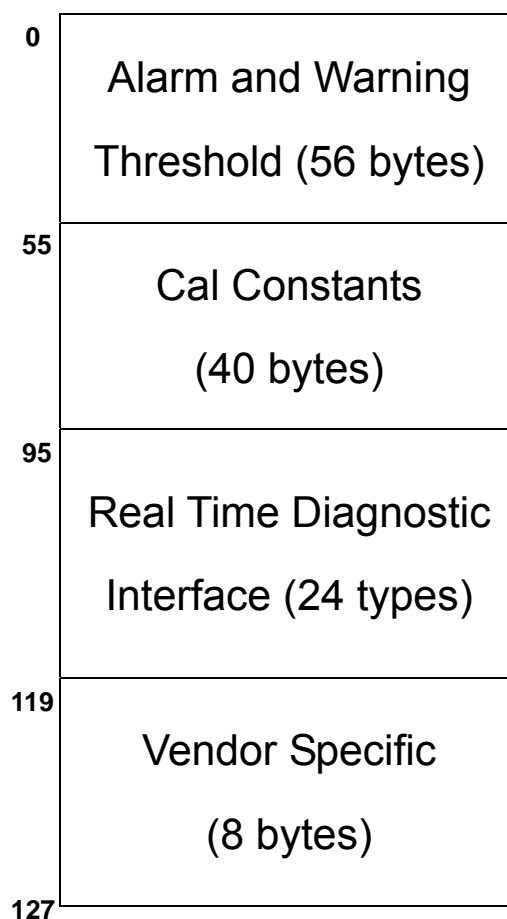 0
Alarm and Warning
Threshold (56 bytes)
55
Cal Constants
(40 bytes)
95
Real Time Diagnostic
Interface (24 types)
119
Vendor Specific
(8 bytes)
127